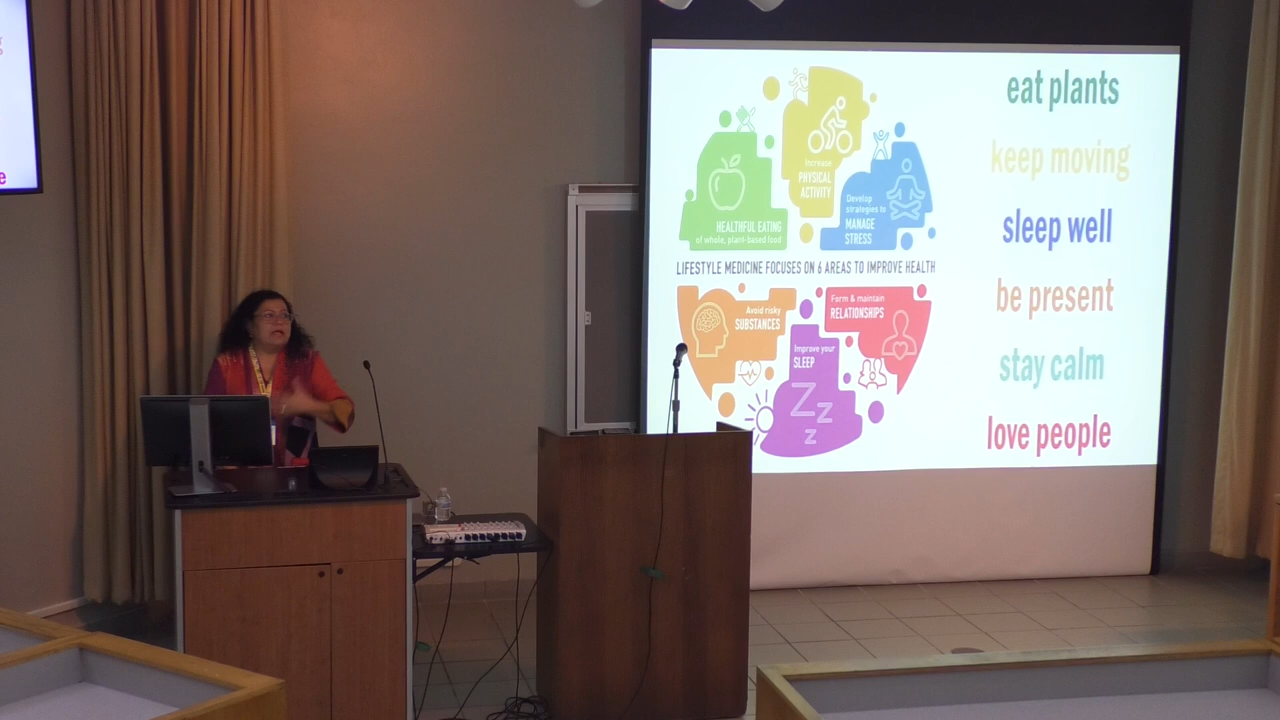 Increase
PHYSICAL
ACTIVITY
HEALTHFUL EATING
of whole, plant-based food
Develop
strategies to
MANAGE
STRESS
LIFESTYLE MEDICINE FOCUSES ON 6 AREAS TO IMPROVE HEALTH
Avoid risky
SUBSTANCES
Improve your
SLEEP
Zzz
Form & maintain
RELATIONSHIPS
eat plants
keep moving
sleep well
be present
stay calm
love people
g
e